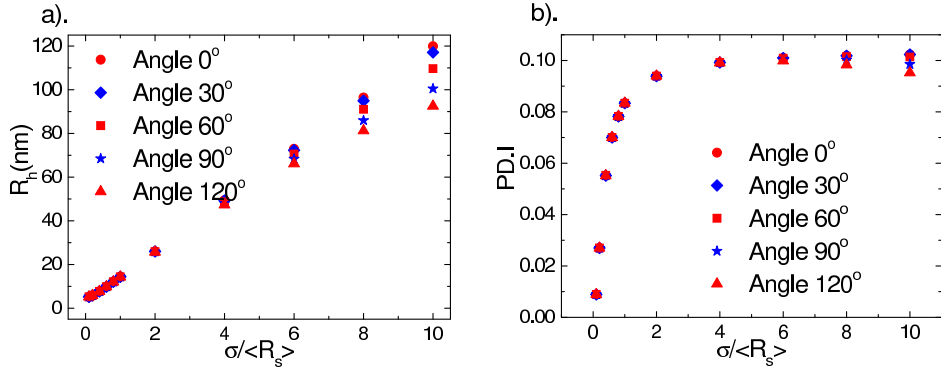 a).
120
100
80
60
40
20
0
R_h(nm)
Angle 0°
Angle 30°
Angle 60°
Angle 90°
Angle 120°
0 2 4 6 8 10
σ/<R_s>
b).
0.10
0.08
0.06
0.04
0.02
0.00
PD.I
Angle 0°
Angle 30°
Angle 60°
Angle 90°
Angle 120°
0 2 4 6 8 10
σ/<R_s>